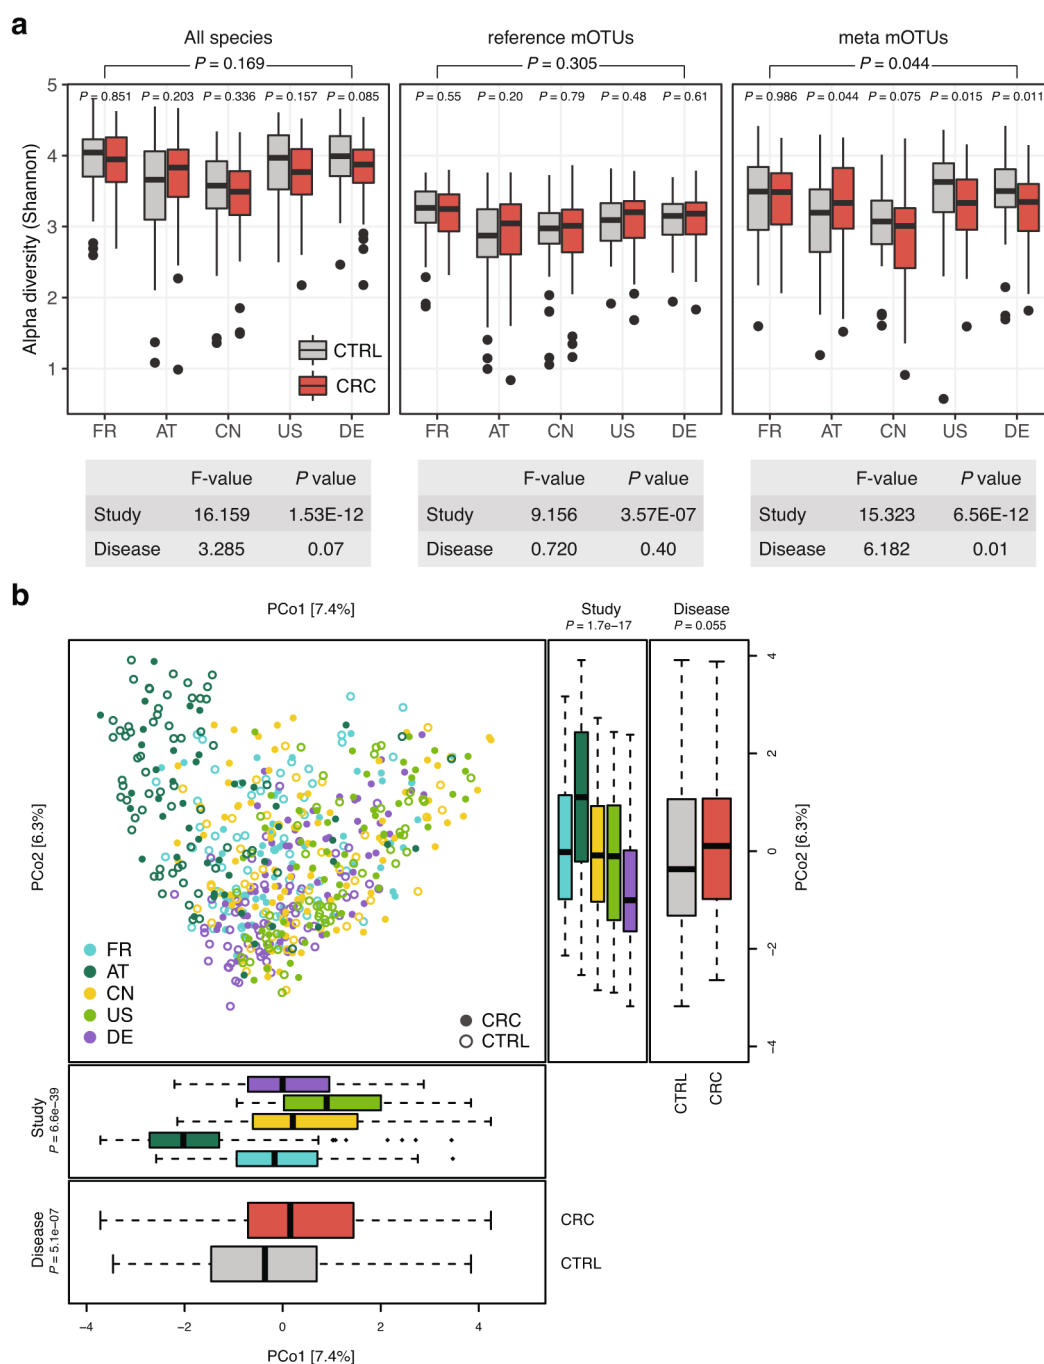 a
All species
reference mOTUs
meta mOTUs
P = 0.169
P = 0.305
P = 0.044
P = 0.851 P = 0.203 P = 0.336 P = 0.157 P = 0.085
P = 0.55 P = 0.20 P = 0.79 P = 0.48 P = 0.61
P = 0.986 P = 0.044 P = 0.075 P = 0.015 P = 0.011
Alpha diversity (Shannon)
5
4
3
2
1
CTRL
CRC
FR AT CN US DE
FR AT CN US DE
FR AT CN US DE
F-value P value
Study 16.159 1.53E-12
Disease 3.285 0.07
F-value P value
Study 9.156 3.57E-07
Disease 0.720 0.40
F-value P value
Study 15.323 6.56E-12
Disease 6.182 0.01
b
PCo1 [7.4%]
Study
P = 1.7e−17
Disease
P = 0.055
PCo2 [6.3%]
FR
AT
CN
US
DE
CRC
CTRL
4
2
0
−2
−4
PCo2 [6.3%]
CTRL
CRC
Study
P = 6.6e−39
Disease
P = 5.1e−07
CRC
CTRL
−4 −2 0 2 4
PCo1 [7.4%]